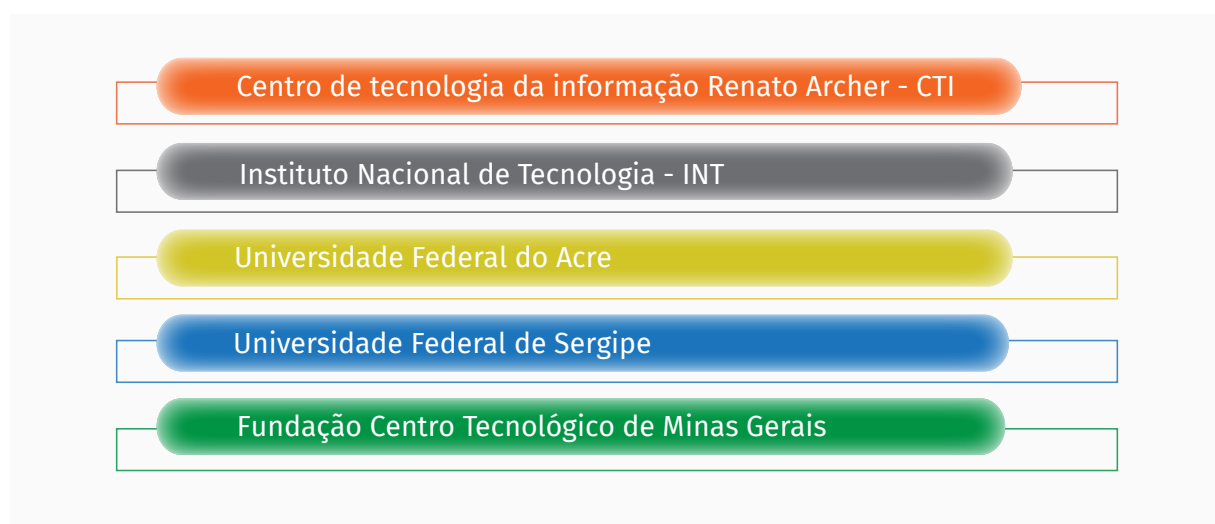 Centro de tecnologia da informação Renato Archer - CTI
Instituto Nacional de Tecnologia - INT
Universidade Federal do Acre
Universidade Federal de Sergipe
Fundação Centro Tecnológico de Minas Gerais